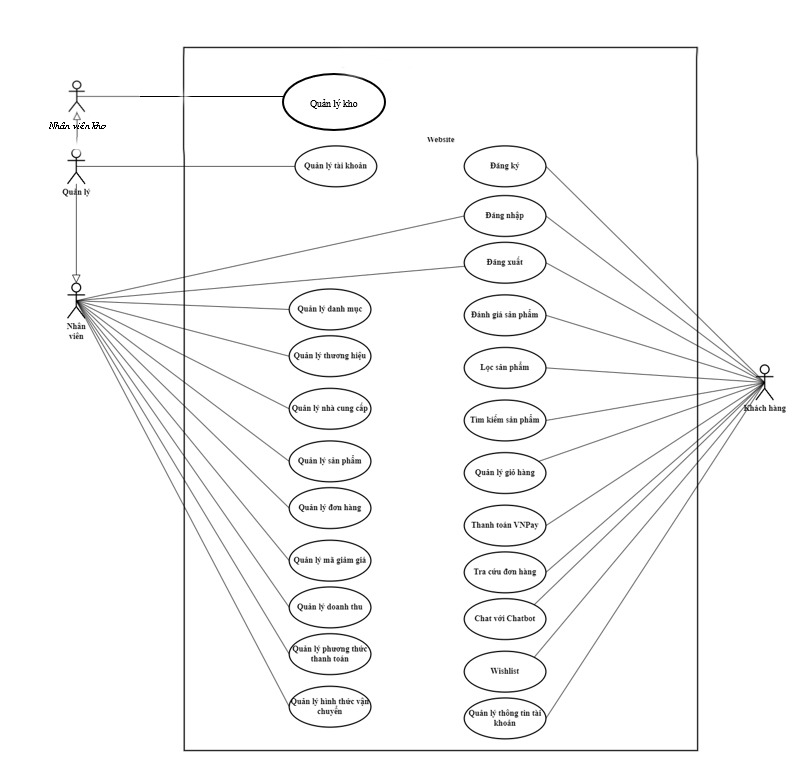 Quản lý kho
Nhân viên kho
Website
Quản lý tài khoản
Đăng ký
Quản lý
Đăng nhập
Đăng xuất
Nhân
viên
Quản lý danh mục
Đánh giá sản phẩm
Quản lý thương hiệu
Lọc sản phẩm
Khách hàng
Quản lý nhà cung cấp
Tìm kiếm sản phẩm
Quản lý sản phẩm
Quản lý giỏ hàng
Quản lý đơn hàng
Thanh toán VNPay
Quản lý mã giảm giá
Tra cứu đơn hàng
Quản lý doanh thu
Chat với Chatbot
Quản lý phương thức
thanh toán
Wishlist
Quản lý hình thức vận
chuyển
Quản lý thông tin tài
khoản